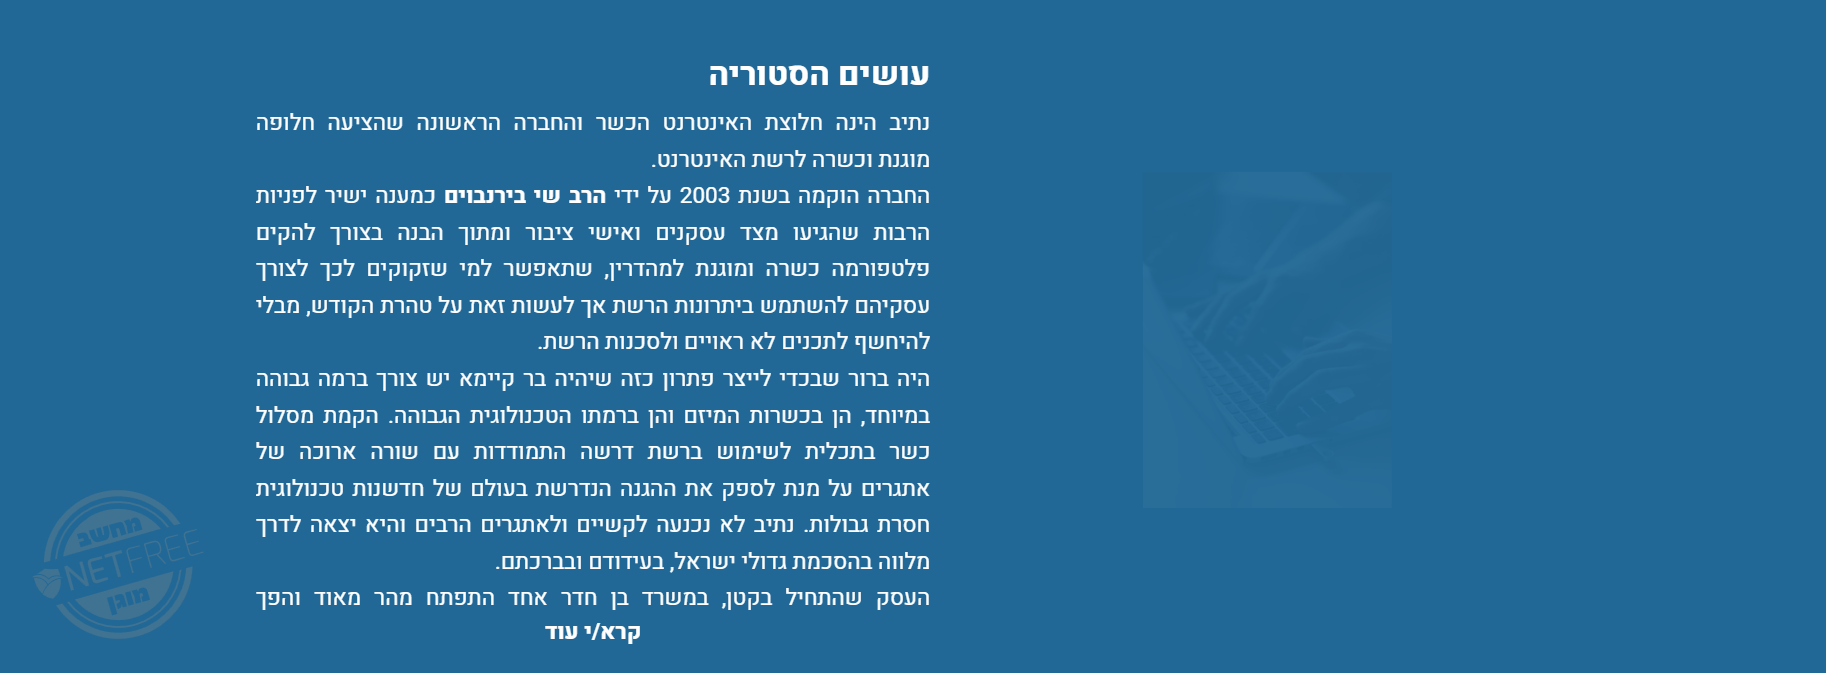 עושים הסטוריה
נתיב הינה חלוצת האינטרנט הכשר והחברה הראשונה שהציעה חלופה
מוגנת וכשרה לרשת האינטרנט.
החברה הוקמה בשנת 2003 על ידי הרב שי בירנבוים כמענה ישיר לפניות
הרבות שהגיעו מצד עסקנים ואישי ציבור ומתוך הבנה בצורך להקים
פלטפורמה כשרה ומוגנת למהדרין, שתאפשר למי שזקוקים לכך לצורך
עסקיהם להשתמש ביתרונות הרשת אך לעשות זאת על טהרת הקודש, מבלי
להיחשף לתכנים לא ראויים ולסכנות הרשת.
היה ברור שבכדי לייצר פתרון כזה שיהיה בר קיימא יש צורך ברמה גבוהה
במיוחד, הן בכשרות המיזם והן ברמתו הטכנולוגית הגבוהה. הקמת מסלול
כשר בתכלית לשימוש ברשת דרשה התמודדות עם שורה ארוכה של
אתגרים על מנת לספק את ההגנה הנדרשת בעולם של חדשנות טכנולוגית
חסרת גבולות. נתיב לא נכנעה לקשיים ולאתגרים הרבים והיא יצאה לדרך
מלווה בהסכמת גדולי ישראל, בעידודם ובברכתם.
העסק שהתחיל בקטן, במשרד בן חדר אחד התפתח מהר מאוד והפך
קרא/י עוד
מחשב
NETFREE
מוגן